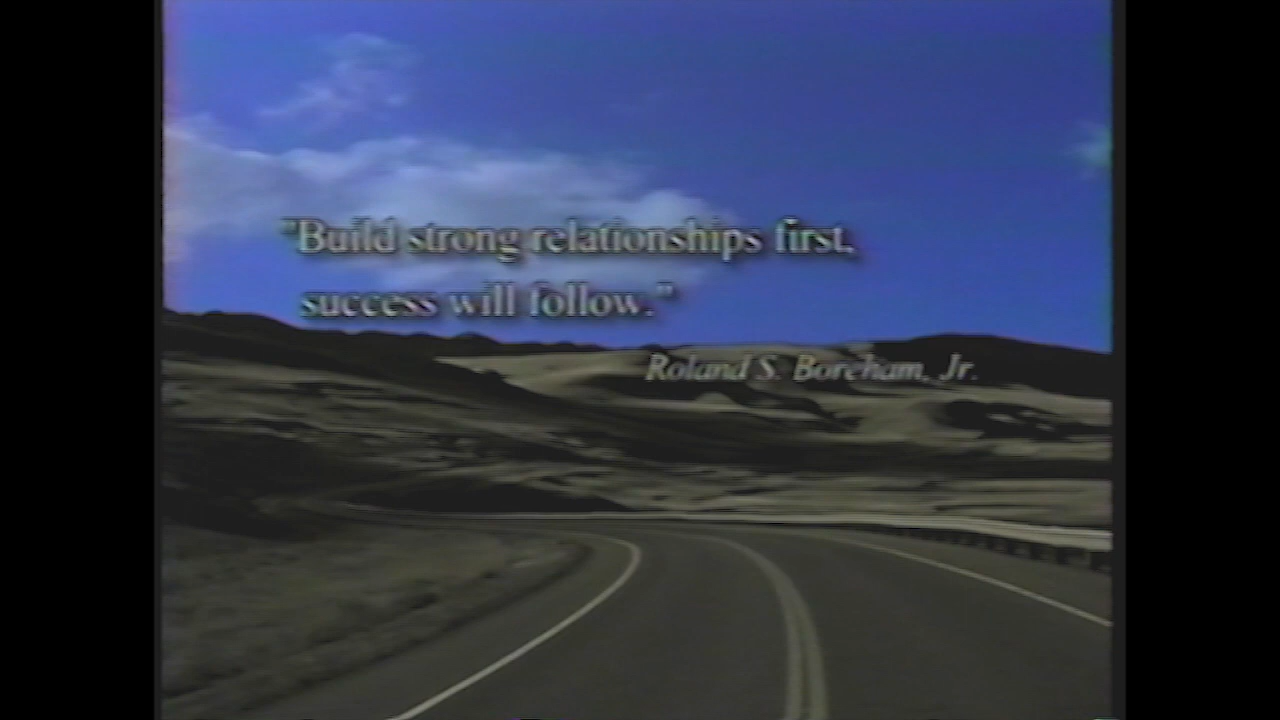 "Build strong relationships first,
success will follow."
Roland S. Boreham, Jr.